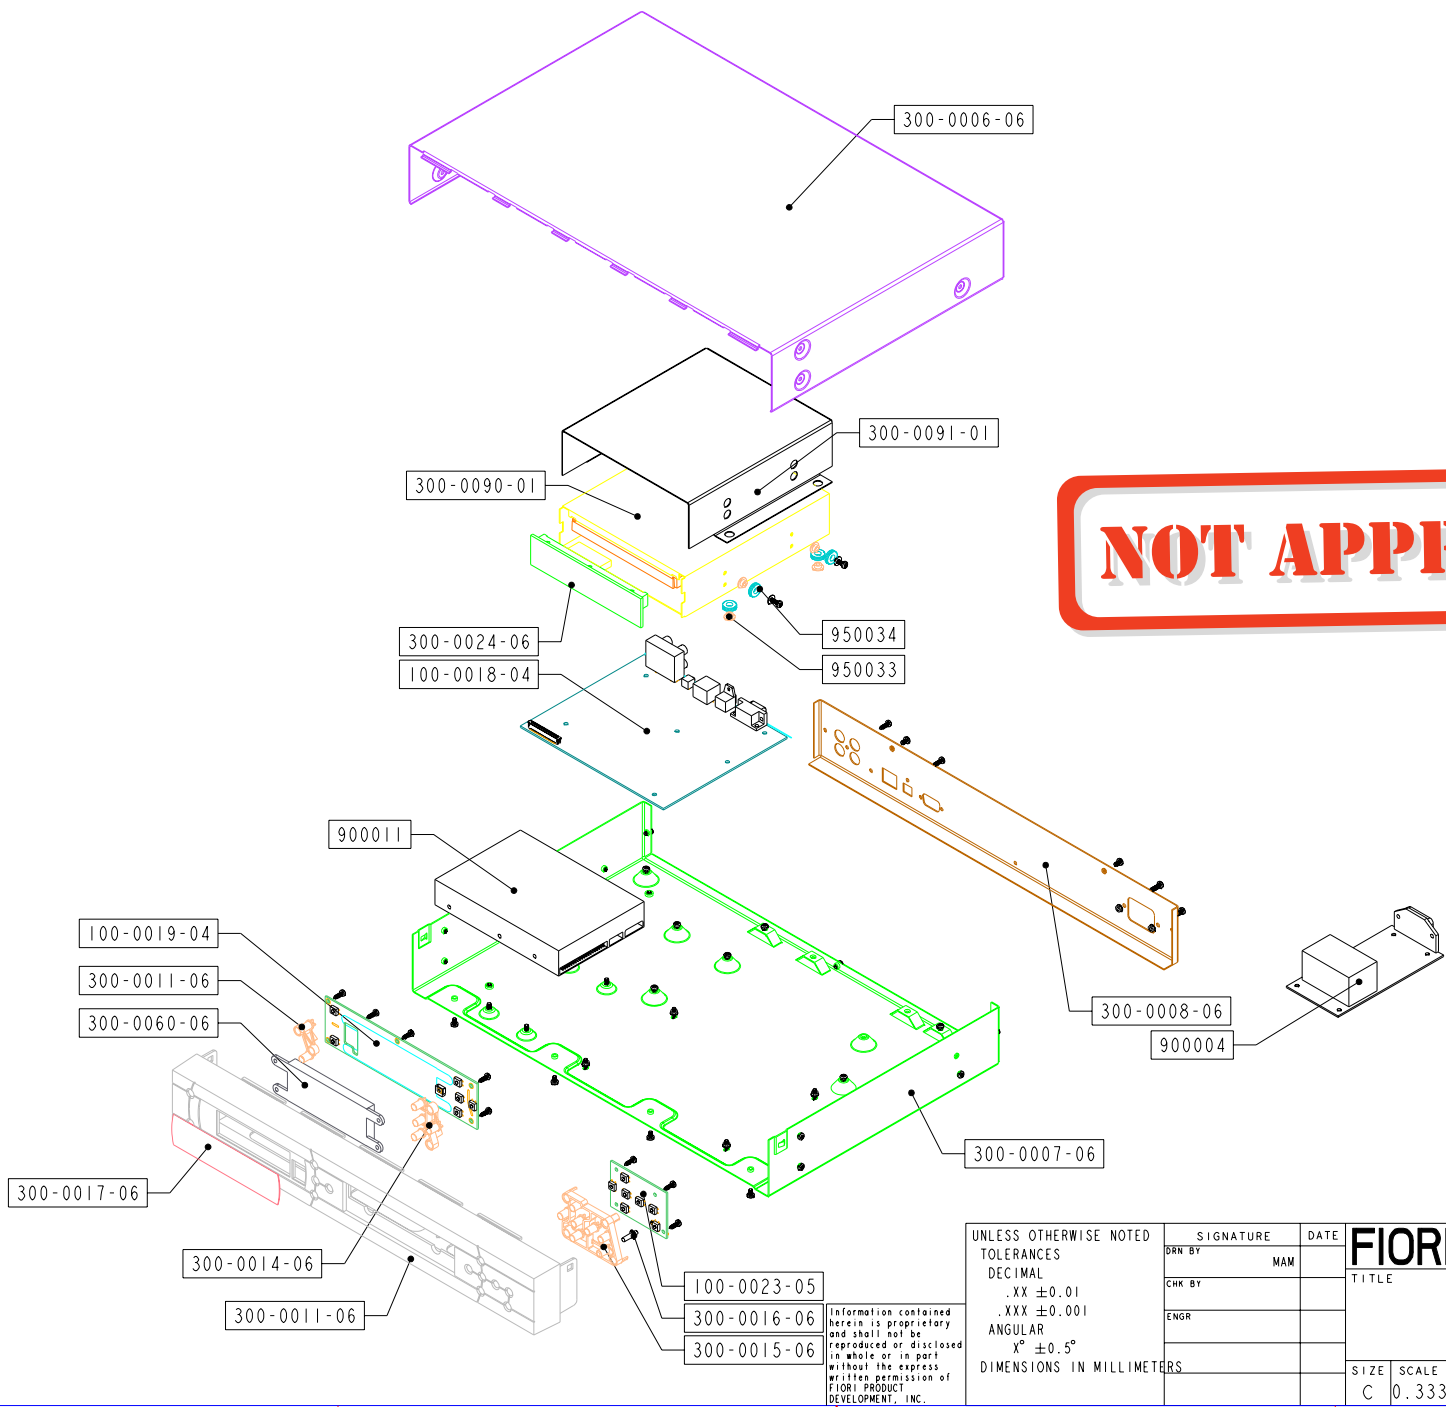 300-0006-06
300-0091-01
300-0090-01
NOT APP
300-0024-06
950034
100-0018-04
950033
900011
100-0019-04
300-0011-06
300-0060-06
300-0008-06
900004
300-0007-06
300-0017-06
300-0014-06
300-0011-06
100-0023-05
300-0016-06
300-0015-06
Information contained
herein is proprietary
and shall not be
reproduced or disclosed
in whole or in part
without the express
written permission of
FIORI PRODUCT
DEVELOPMENT, INC.
UNLESS OTHERWISE NOTED
TOLERANCES
DECIMAL
.XX ±0.01
.XXX ±0.001
ANGULAR
X° ±0.5°
DIMENSIONS IN MILLIMETERS
SIGNATURE DATE
DRN BY MAM
CHK BY
ENGR
FIORI
TITLE
SIZE SCALE
C 0.333